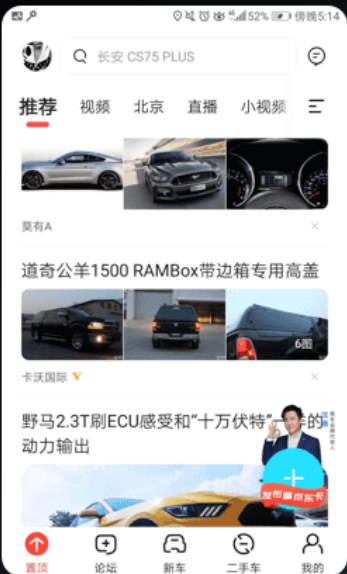 52% 傍晚5:14
长安 CS75 PLUS
推荐 视频 北京 直播 小视频
莫有A
道奇公羊1500 RAMBox带边箱专用高盖
6图
卡沃国际
野马2.3T刷ECU感受和“十万伏特”一年的
动力输出
发布赢京东卡
置顶 论坛 新车 二手车 我的